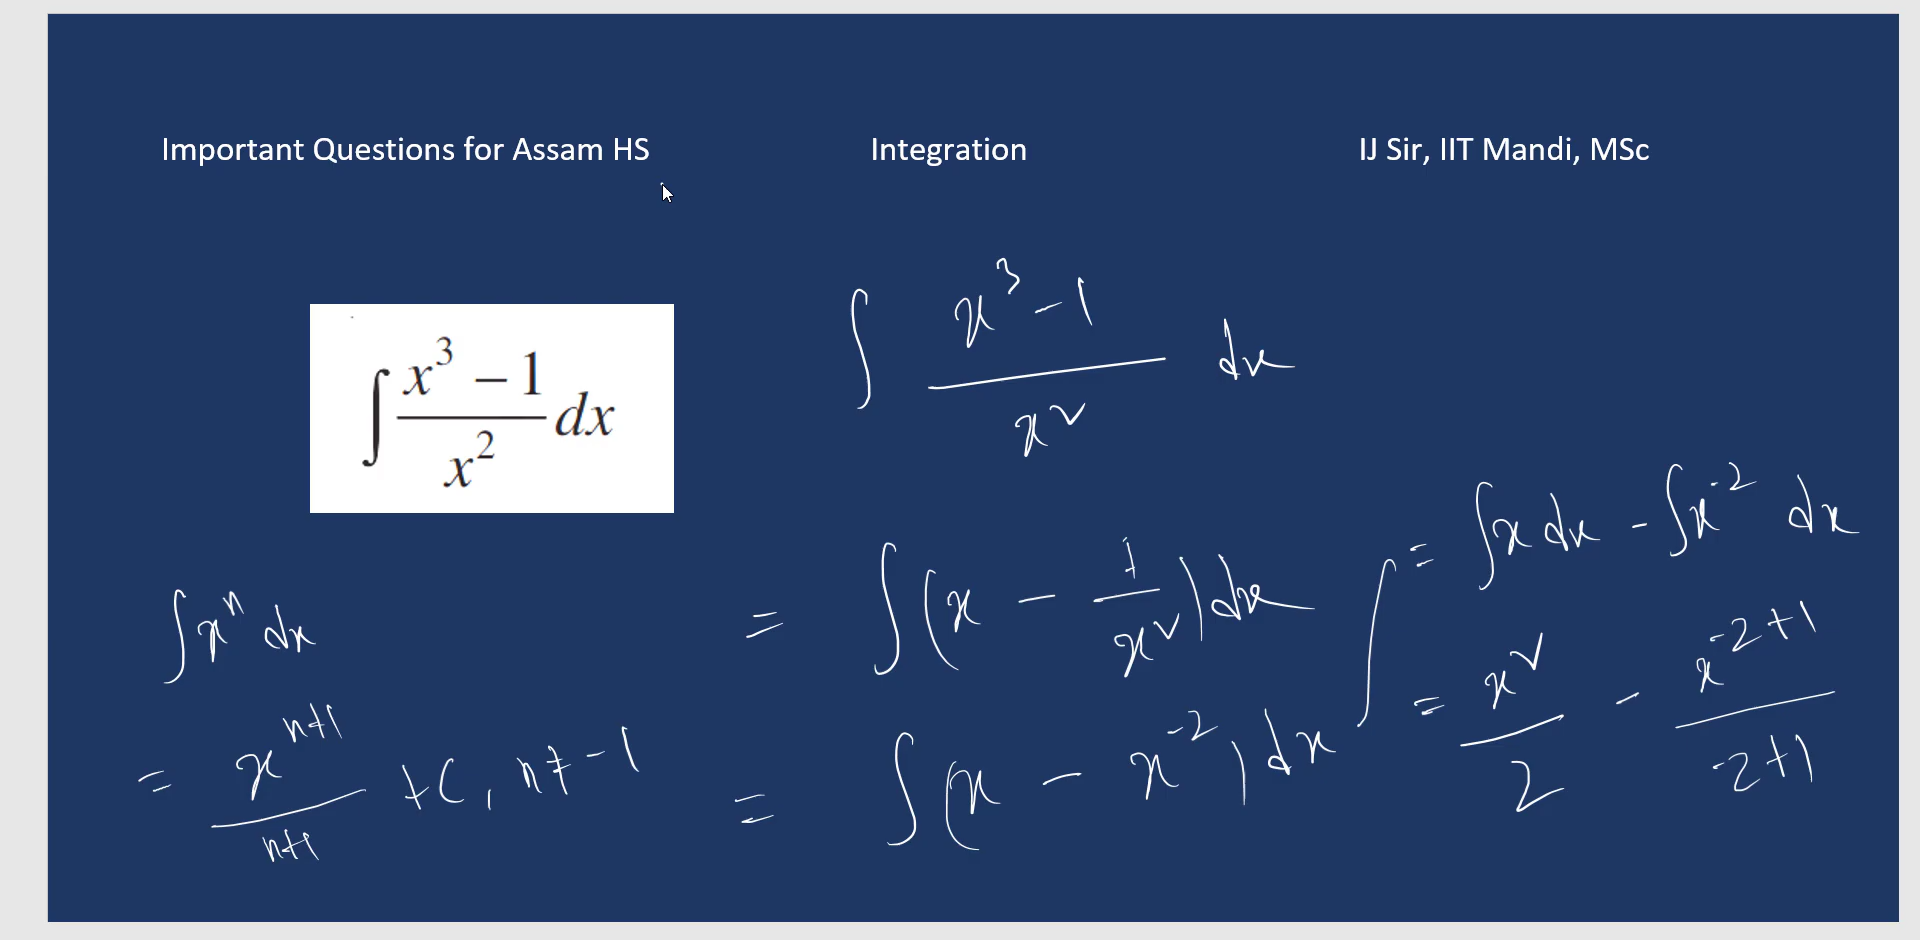 Important Questions for Assam HS Integration IJ Sir, IIT Mandi, MSc
∫ (x³ − 1)/x² dx
∫ (x³ − 1)/x² dx
= ∫ (x − 1/x²) dx
= ∫ (x − x⁻²) dx
= ∫ x dx − ∫ x⁻² dx
= x²/2 − x⁻²⁺¹/(-2+1)
∫ xⁿ dx
= xⁿ⁺¹/(n+1) + C, n ≠ −1